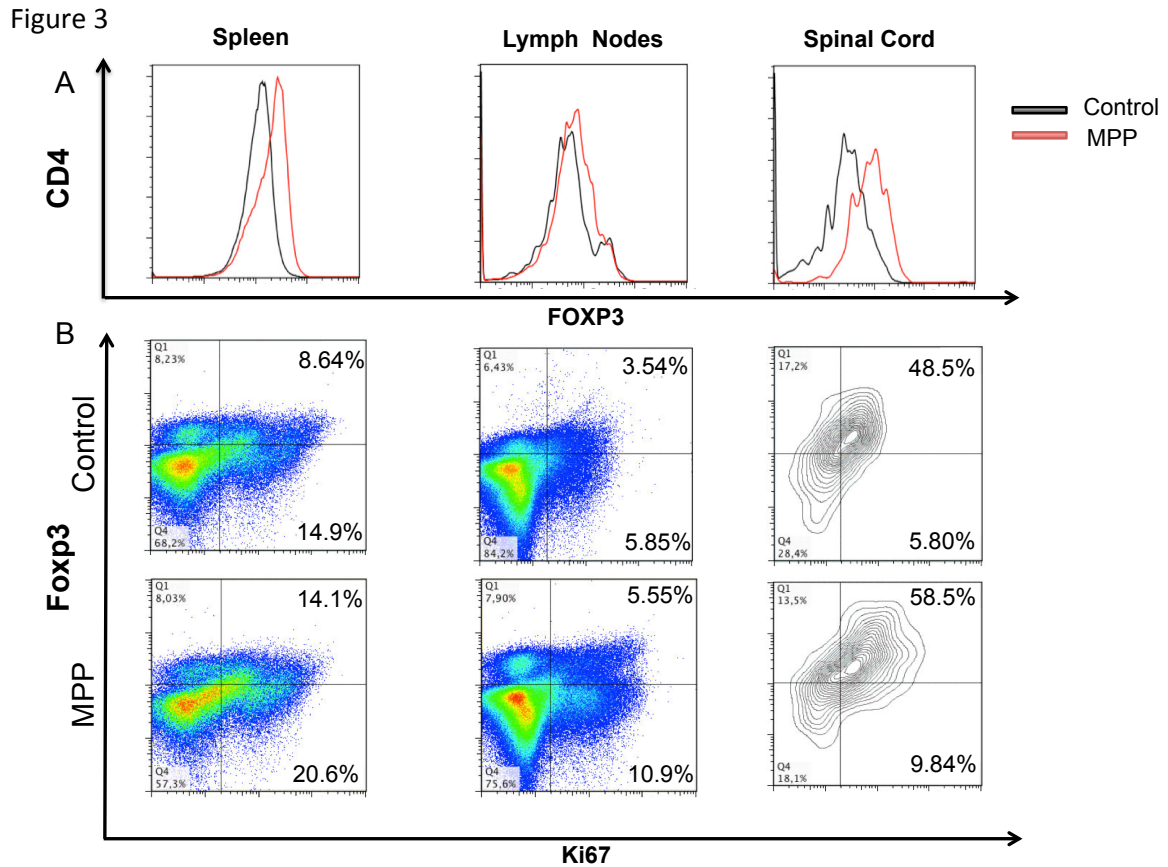 Figure 3
Spleen
Lymph Nodes
Spinal Cord
A
CD4
Control
MPP
FOXP3
B
Foxp3
Control
Q1
8,23%
8.64%
Q4
68,2%
14.9%
Q1
6,43%
3.54%
Q4
84,2%
5.85%
Q1
17,2%
48.5%
Q4
28,4%
5.80%
MPP
Q1
8,03%
14.1%
Q4
57,3%
20.6%
Q1
7,90%
5.55%
Q4
75,6%
10.9%
Q1
13,5%
58.5%
Q4
18,1%
9.84%
Ki67